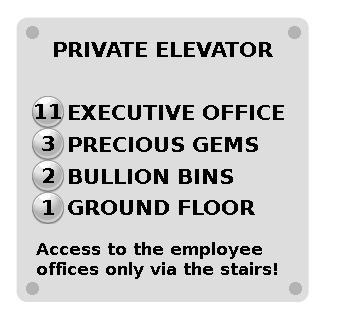 PRIVATE ELEVATOR
11 EXECUTIVE OFFICE
3 PRECIOUS GEMS
2 BULLION BINS
1 GROUND FLOOR
Access to the employee
offices only via the stairs!